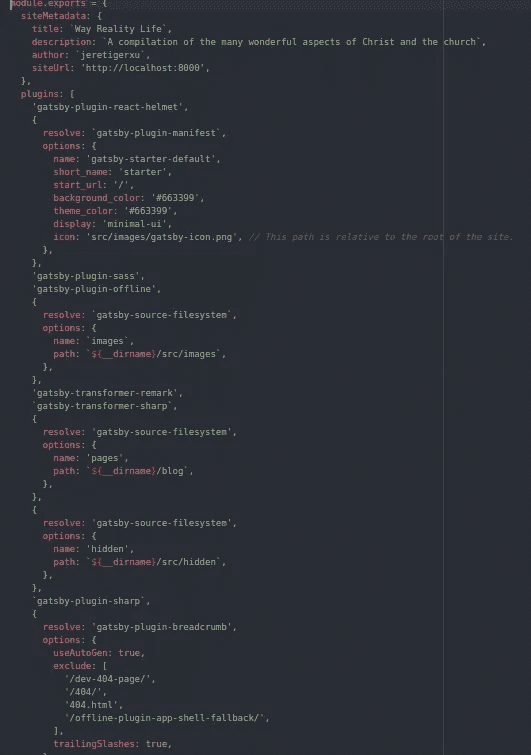 module.exports = {
  siteMetadata: {
    title: `Way Reality Life`,
    description: `A compilation of the many wonderful aspects of Christ and the church`,
    author: `jeretigerxu`,
    siteUrl: 'http://localhost:8000',
  },
  plugins: [
    'gatsby-plugin-react-helmet',
    {
      resolve: `gatsby-plugin-manifest`,
      options: {
        name: 'gatsby-starter-default',
        short_name: 'starter',
        start_url: '/',
        background_color: '#663399',
        theme_color: '#663399',
        display: 'minimal-ui',
        icon: 'src/images/gatsby-icon.png', // This path is relative to the root of the site.
      },
    },
    'gatsby-plugin-sass',
    'gatsby-plugin-offline',
    {
      resolve: `gatsby-source-filesystem`,
      options: {
        name: `images`,
        path: `${__dirname}/src/images`,
      },
    },
    'gatsby-transformer-remark',
    `gatsby-transformer-sharp`,
    {
      resolve: 'gatsby-source-filesystem',
      options: {
        name: 'pages',
        path: `${__dirname}/blog`,
      },
    },
    {
      resolve: 'gatsby-source-filesystem',
      options: {
        name: 'hidden',
        path: `${__dirname}/src/hidden`,
      },
    },
    `gatsby-plugin-sharp`,
    {
      resolve: 'gatsby-plugin-breadcrumb',
      options: {
        useAutoGen: true,
        exclude: [
          '/dev-404-page/',
          '/404/',
          '404.html',
          '/offline-plugin-app-shell-fallback/',
        ],
        trailingSlashes: true,